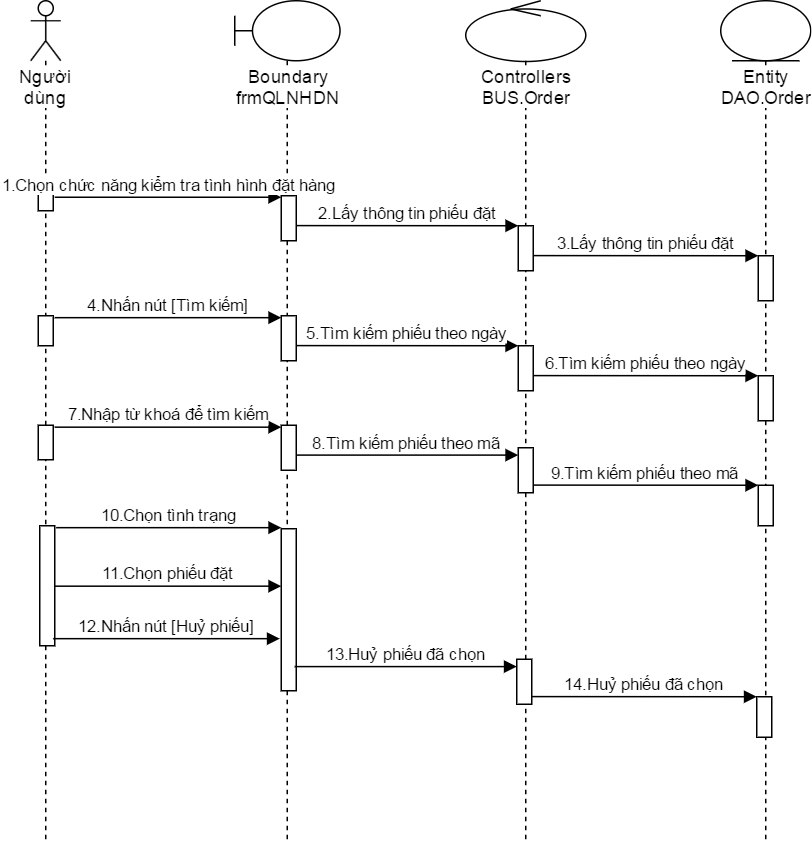 Người
dùng
Boundary
frmQLNHDN
Controllers
BUS.Order
Entity
DAO.Order
1.Chọn chức năng kiểm tra tình hình đặt hàng
2.Lấy thông tin phiếu đặt
3.Lấy thông tin phiếu đặt
4.Nhấn nút [Tìm kiếm]
5.Tìm kiếm phiếu theo ngày
6.Tìm kiếm phiếu theo ngày
7.Nhập từ khoá để tìm kiếm
8.Tìm kiếm phiếu theo mã
9.Tìm kiếm phiếu theo mã
10.Chọn tình trạng
11.Chọn phiếu đặt
12.Nhấn nút [Huỷ phiếu]
13.Huỷ phiếu đã chọn
14.Huỷ phiếu đã chọn